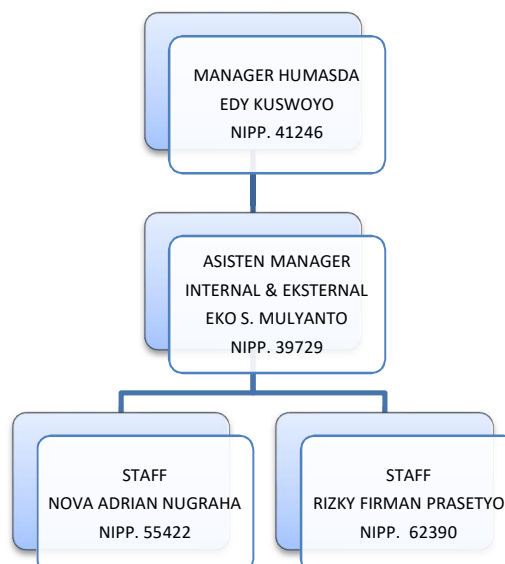 MANAGER HUMASDA
EDY KUSWOYO
NIPP. 41246
ASISTEN MANAGER
INTERNAL & EKSTERNAL
EKO S. MULYANTO
NIPP. 39729
STAFF
NOVA ADRIAN NUGRAHA
NIPP. 55422
STAFF
RIZKY FIRMAN PRASETYO
NIPP. 62390